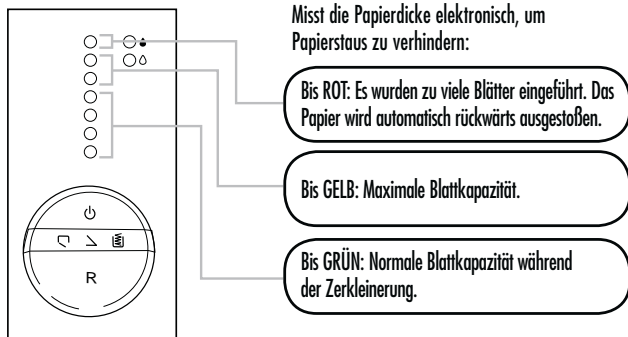 Misst die Papierdicke elektronisch, um
Papierstaus zu verhindern:
Bis ROT: Es wurden zu viele Blätter eingeführt. Das
Papier wird automatisch rückwärts ausgestoßen.
Bis GELB: Maximale Blattkapazität.
Bis GRÜN: Normale Blattkapazität während
der Zerkleinerung.
R